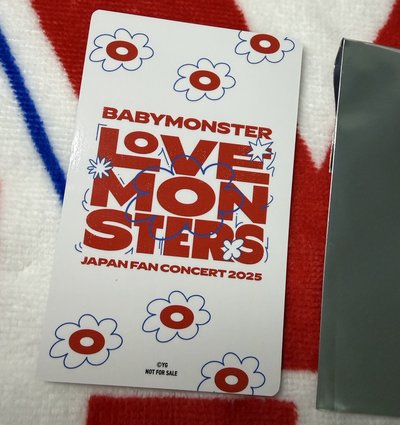 BABYMONSTER
LOVE
MON
STERS
JAPAN FAN CONCERT 2025
©YG
NOT FOR SALE